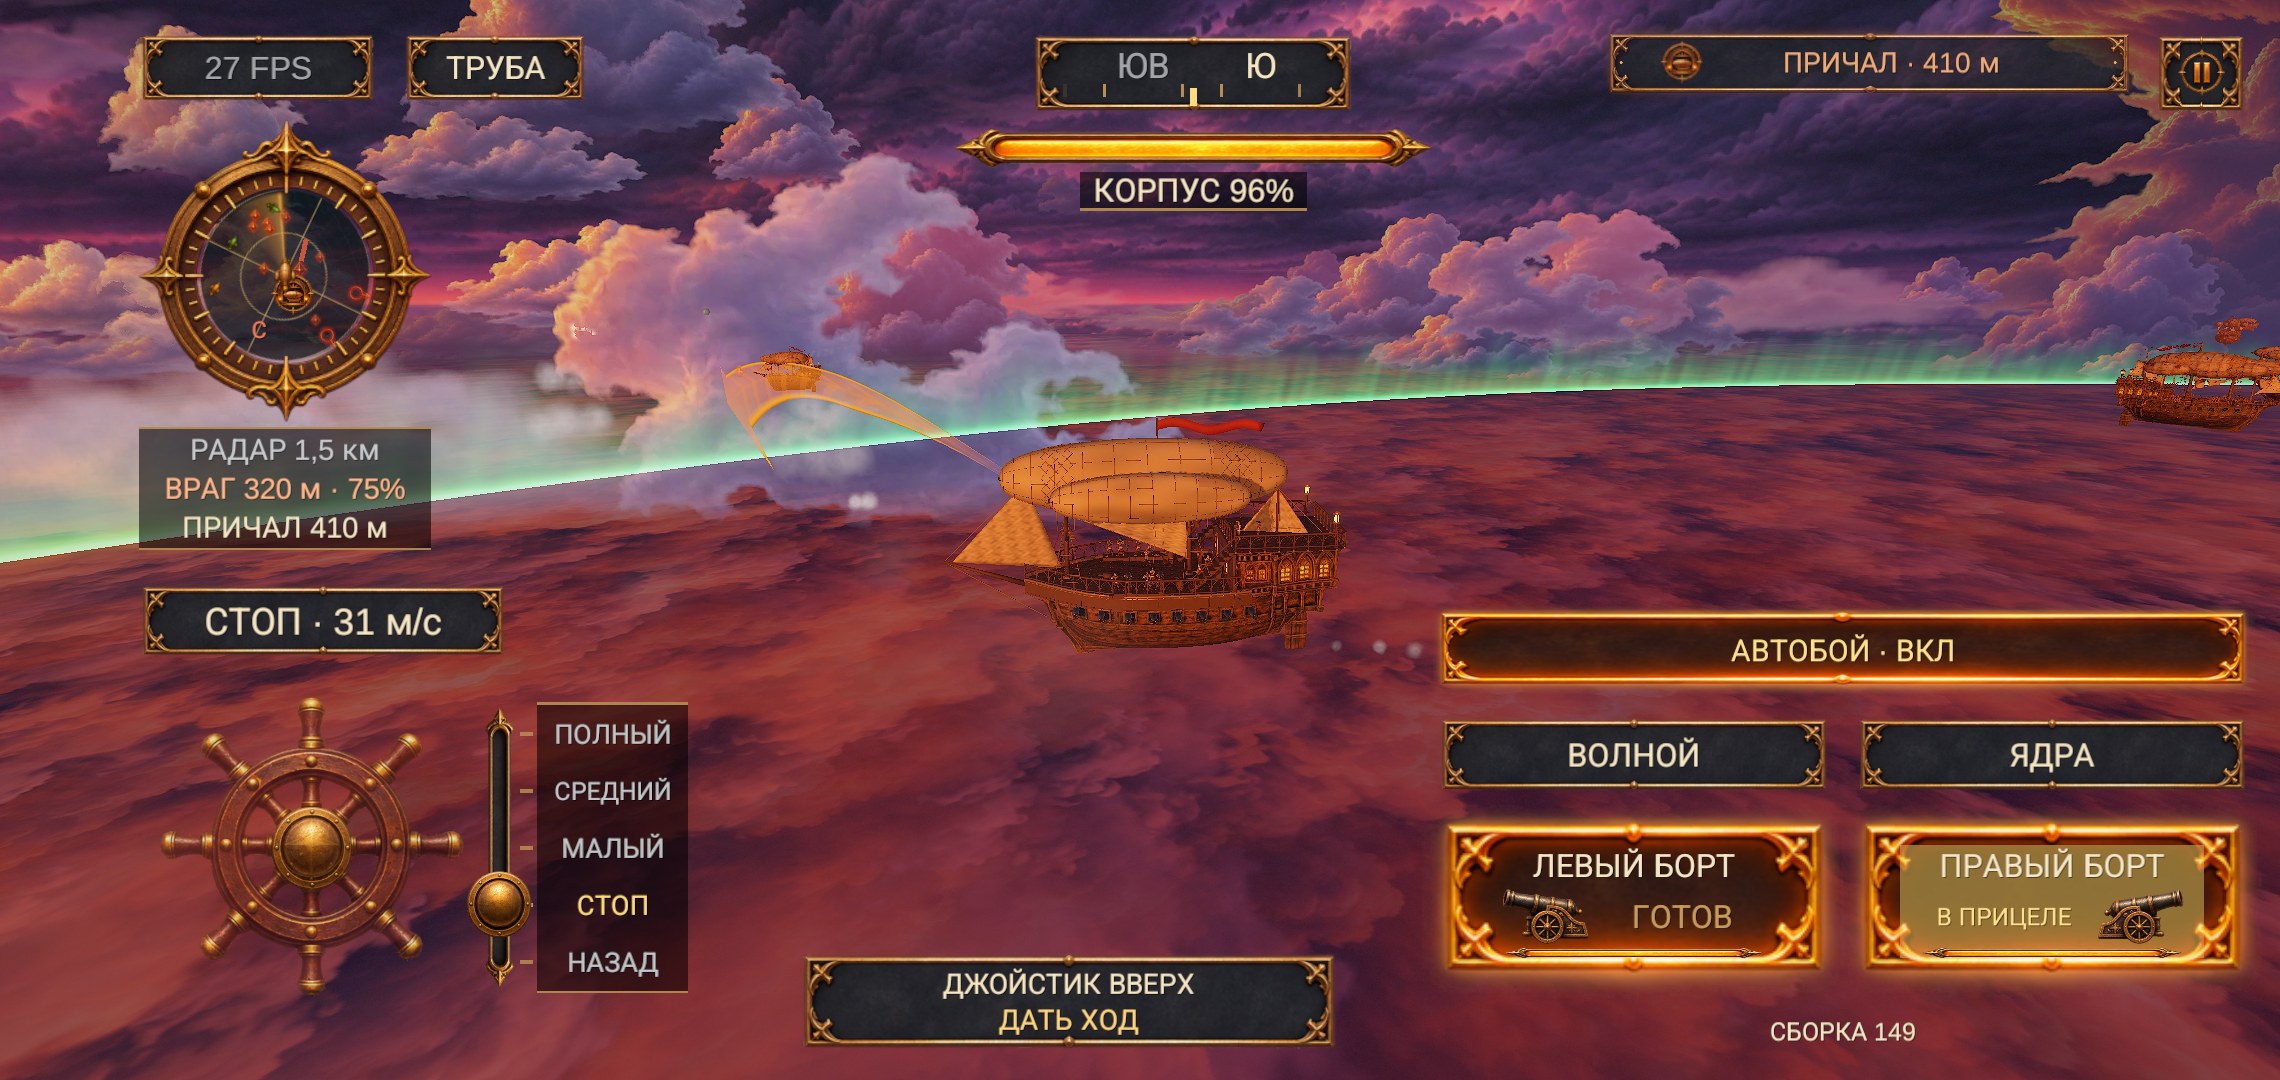 27 FPS
ТРУБА
ЮВ Ю
ПРИЧАЛ · 410 м
КОРПУС 96%
С
РАДАР 1,5 км
ВРАГ 320 м · 75%
ПРИЧАЛ 410 м
СТОП · 31 м/с
ПОЛНЫЙ
СРЕДНИЙ
МАЛЫЙ
СТОП
НАЗАД
ДЖОЙСТИК ВВЕРХ
ДАТЬ ХОД
АВТОБОЙ · ВКЛ
ВОЛНОЙ
ЯДРА
ЛЕВЫЙ БОРТ
ГОТОВ
ПРАВЫЙ БОРТ
В ПРИЦЕЛЕ
СБОРКА 149